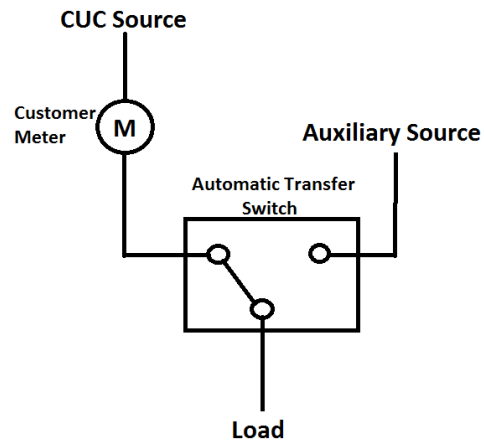 CUC Source
Customer
Meter
M
Auxiliary Source
Automatic Transfer
Switch
Load